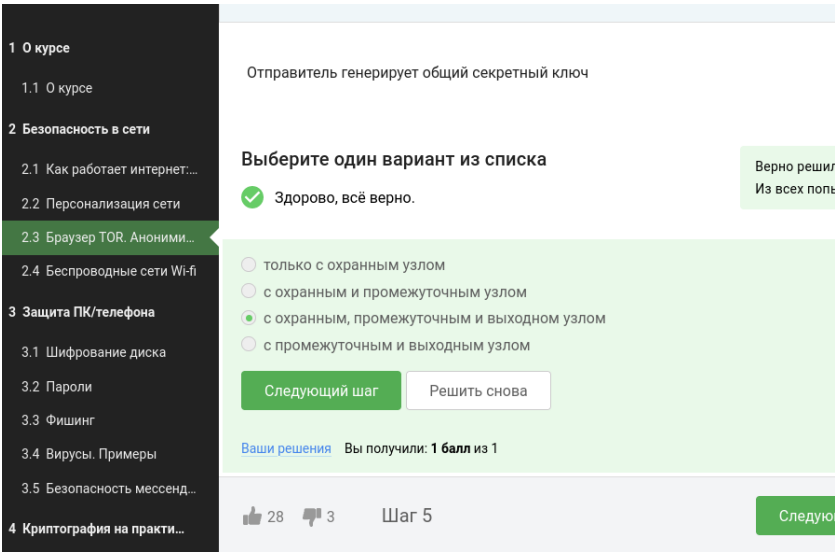 1 О курсе
1.1 О курсе
2 Безопасность в сети
2.1 Как работает интернет:...
2.2 Персонализация сети
2.3 Браузер TOR. Аноними...
2.4 Беспроводные сети Wi-fi
3 Защита ПК/телефона
3.1 Шифрование диска
3.2 Пароли
3.3 Фишинг
3.4 Вирусы. Примеры
3.5 Безопасность мессенд...
4 Криптография на практи...
Отправитель генерирует общий секретный ключ
Выберите один вариант из списка
Здорово, всё верно.
Верно решил
Из всех поп
только с охранным узлом
с охранным и промежуточным узлом
с охранным, промежуточным и выходном узлом
с промежуточным и выходным узлом
Следующий шаг
Решить снова
Ваши решения Вы получили: 1 балл из 1
28 3 Шаг 5
Следую